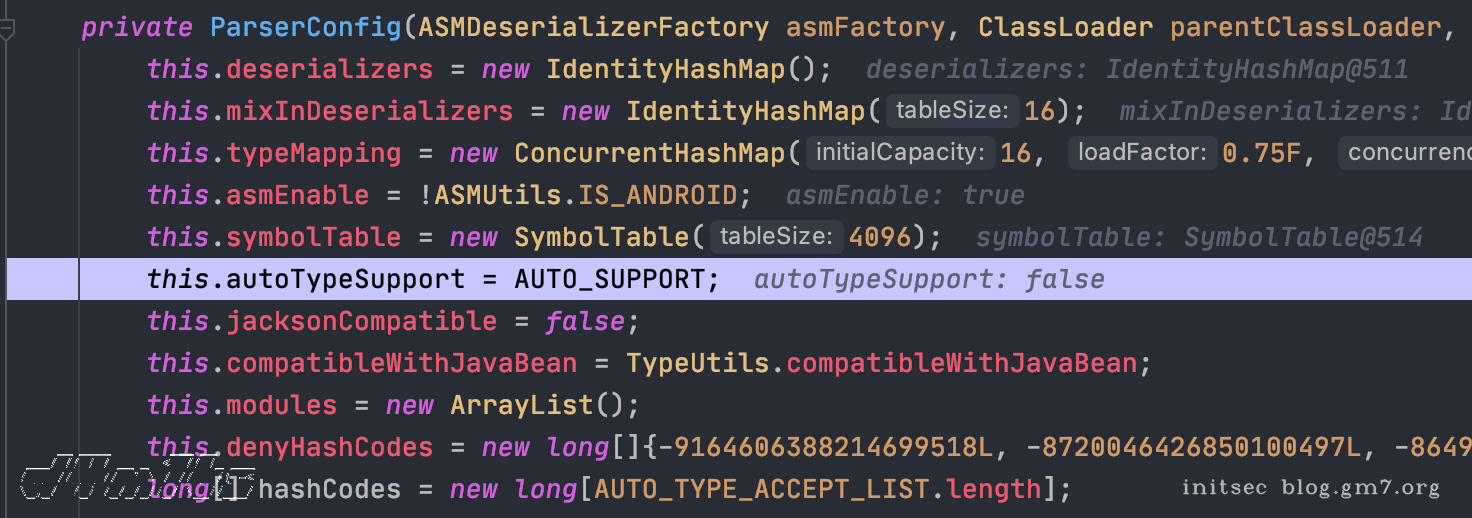 private ParserConfig(ASMDeserializerFactory asmFactory, ClassLoader parentClassLoader,
this.deserializers = new IdentityHashMap(); deserializers: IdentityHashMap@511
this.mixInDeserializers = new IdentityHashMap( tableSize: 16); mixInDeserializers: Id
this.typeMapping = new ConcurrentHashMap( initialCapacity: 16, loadFactor: 0.75F, concurrenc
this.asmEnable = !ASMUtils.IS_ANDROID; asmEnable: true
this.symbolTable = new SymbolTable( tableSize: 4096); symbolTable: SymbolTable@514
this.autoTypeSupport = AUTO_SUPPORT; autoTypeSupport: false
this.jacksonCompatible = false;
this.compatibleWithJavaBean = TypeUtils.compatibleWithJavaBean;
this.modules = new ArrayList();
this.denyHashCodes = new long[]{-9164606388214699518L, -8720046426850100497L, -8649
long[] hashCodes = new long[AUTO_TYPE_ACCEPT_LIST.length];
initsec blog.gm7.org